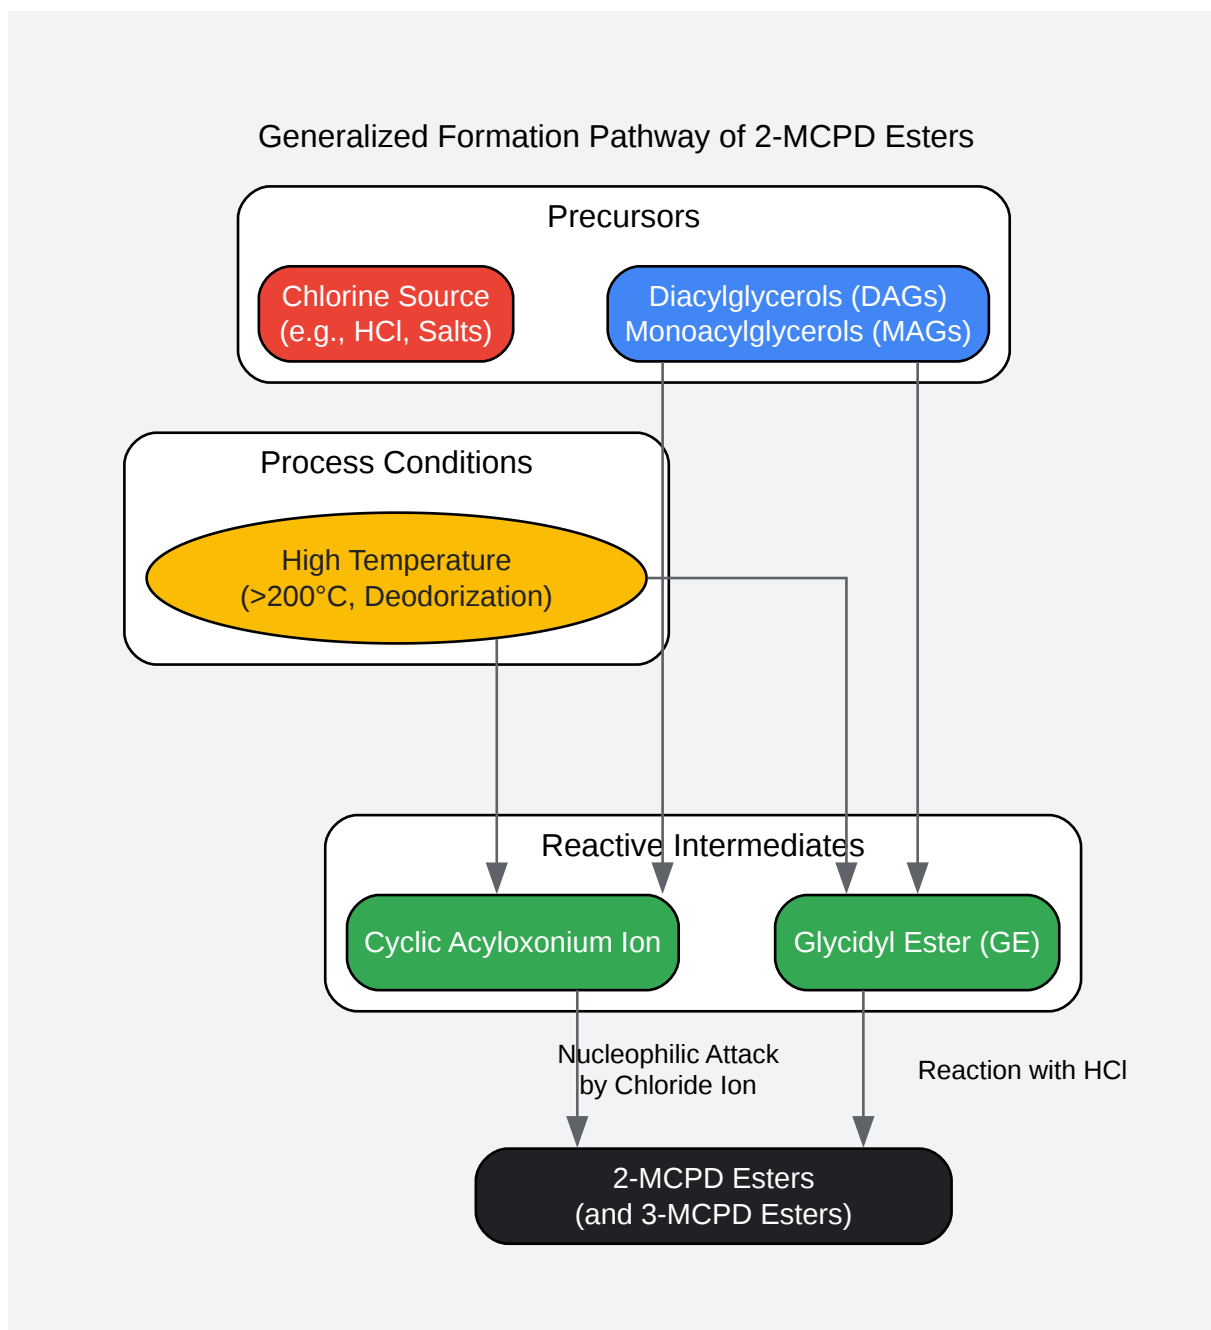 Generalized Formation Pathway of 2-MCPD Esters
Precursors
Chlorine Source
(e.g., HCl, Salts)
Diacylglycerols (DAGs)
Monoacylglycerols (MAGs)
Process Conditions
High Temperature
(>200°C, Deodorization)
Reactive Intermediates
Cyclic Acyloxonium Ion
Glycidyl Ester (GE)
Nucleophilic Attack
by Chloride Ion
Reaction with HCl
2-MCPD Esters
(and 3-MCPD Esters)